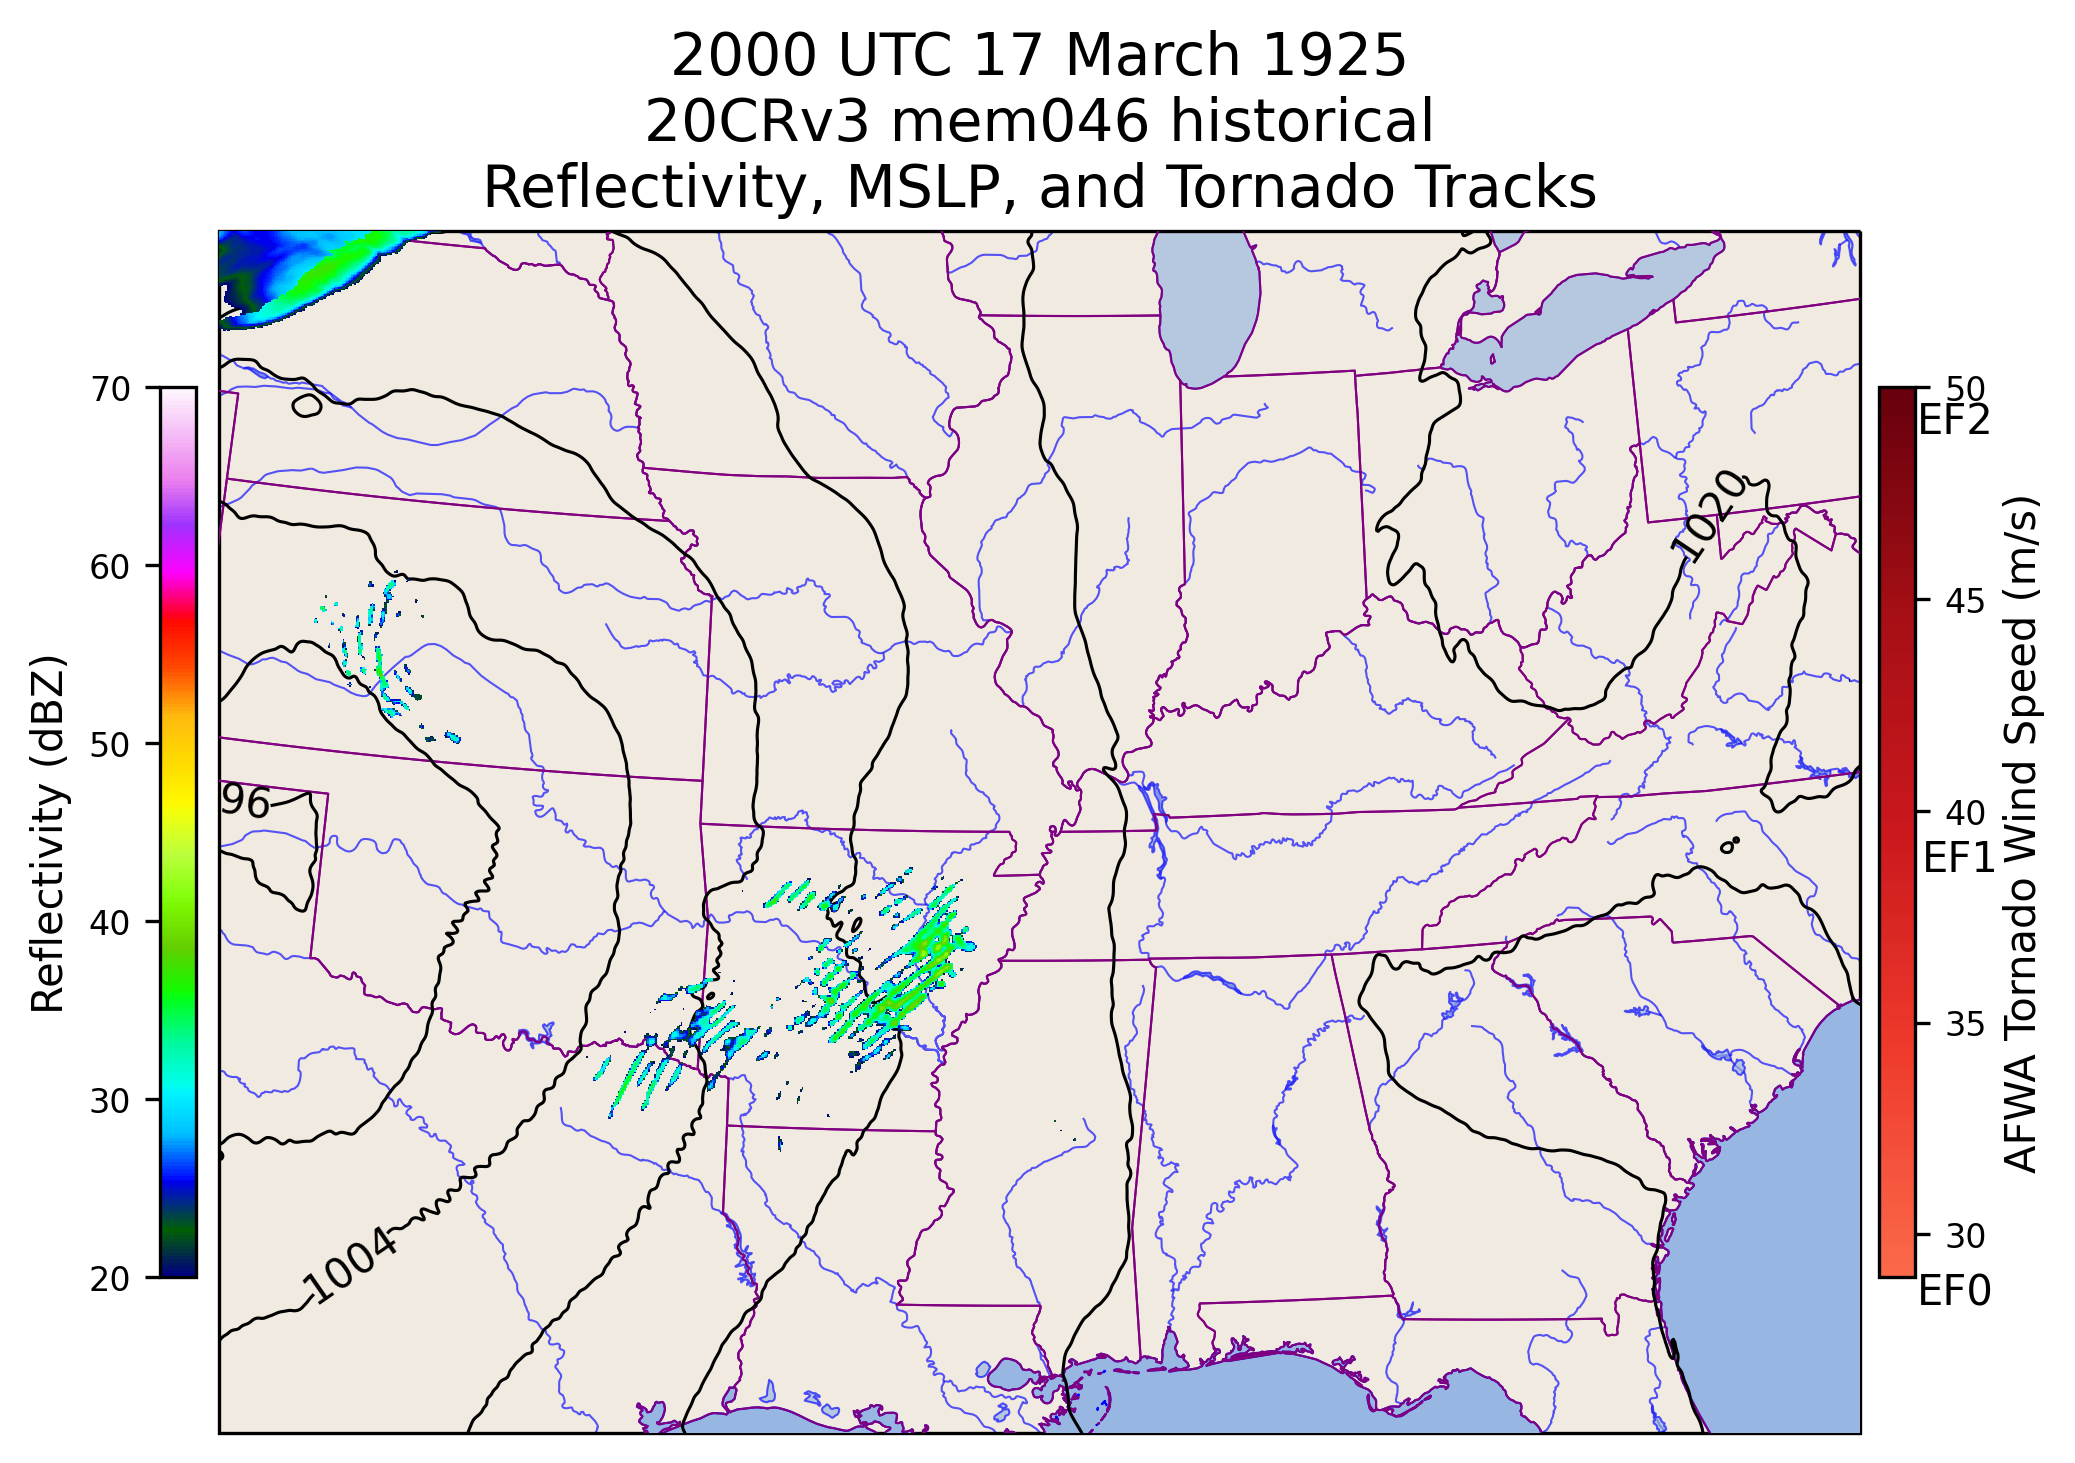 2000 UTC 17 March 1925
20CRv3 mem046 historical
Reflectivity, MSLP, and Tornado Tracks
Reflectivity (dBZ)
70
60
50
40
30
20
96
1004
1020
50
EF2
45
40
EF1
35
30
EF0
AFWA Tornado Wind Speed (m/s)